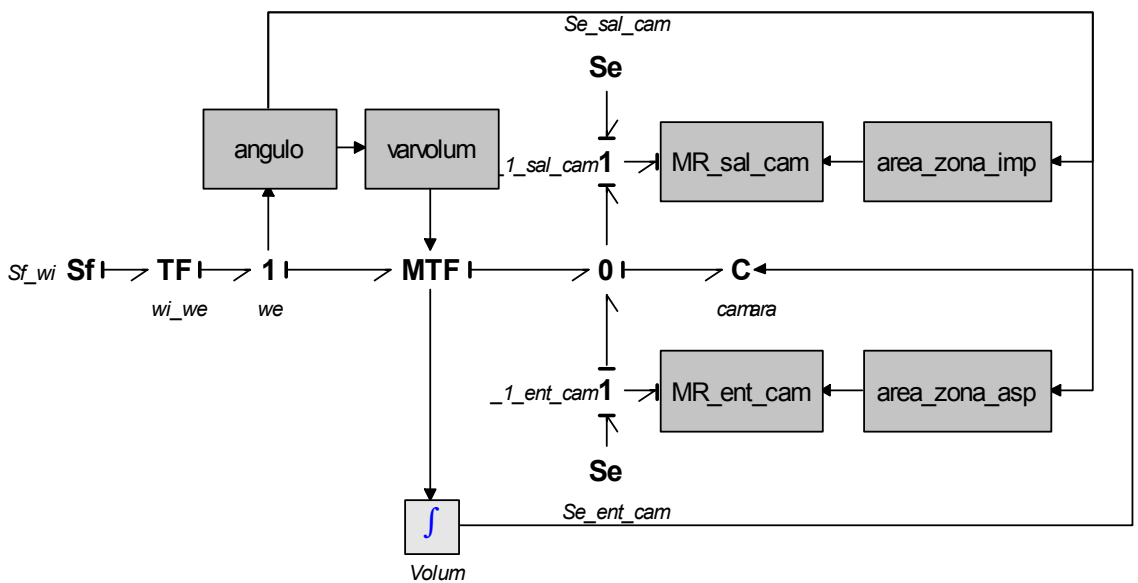 Se_sal_cam
Se
angulo
varvolum
_1_sal_cam 1
MR_sal_cam
area_zona_imp
Sf_wi Sf TF 1 MTF 0 C
wi_we
we
camara
_1_ent_cam 1
MR_ent_cam
area_zona_asp
Se
Se_ent_cam
∫
Volum